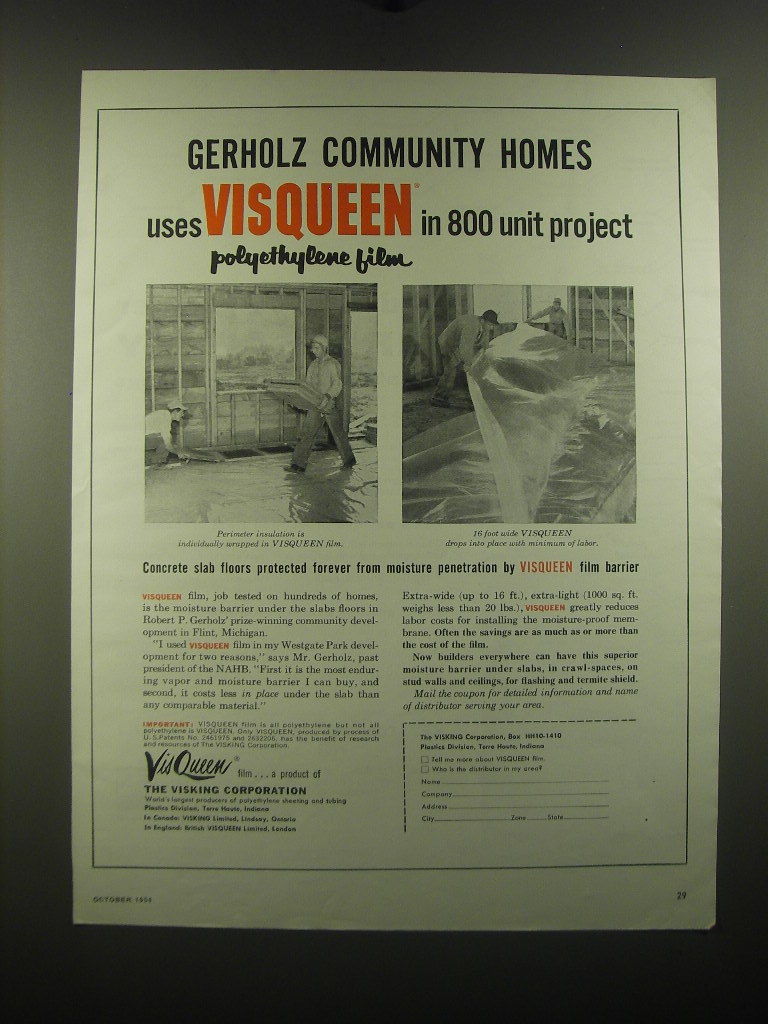 GERHOLZ COMMUNITY HOMES
uses VISQUEEN® in 800 unit project
polyethylene film
Perimeter insulation is
individually wrapped in VISQUEEN film.
16 foot wide VISQUEEN
drops into place with minimum of labor.
Concrete slab floors protected forever from moisture penetration by VISQUEEN film barrier
VISQUEEN film, job tested on hundreds of homes,
is the moisture barrier under the slabs floors in
Robert P. Gerholz' prize-winning community devel-
opment in Flint, Michigan.
"I used VISQUEEN film in my Westgate Park devel-
opment for two reasons," says Mr. Gerholz, past
president of the NAHB. "First it is the most endur-
ing vapor and moisture barrier I can buy, and
second, it costs less in place under the slab than
any comparable material."
IMPORTANT: VISQUEEN film is all polyethylene but not all
polyethylene is VISQUEEN. Only VISQUEEN, produced by process of
U.S. Patents No. 2461975 and 2632206, has the benefit of research
and resources of The VISKING Corporation.
VisQueen® film...a product of
THE VISKING CORPORATION
World's largest producers of polyethylene sheeting and tubing
Plastics Division, Terre Haute, Indiana
In Canada: VISKING Limited, Lindsay, Ontario
In England: British VISQUEEN Limited, London
Extra-wide (up to 16 ft.), extra-light (1000 sq. ft.
weighs less than 20 lbs.), VISQUEEN greatly reduces
labor costs for installing the moisture-proof mem-
brane. Often the savings are as much as or more than
the cost of the film.
Now builders everywhere can have this superior
moisture barrier under slabs, in crawl-spaces, on
stud walls and ceilings, for flashing and termite shield.
Mail the coupon for detailed information and name
of distributor serving your area.
The VISKING Corporation, Box HH10-1410
Plastics Division, Terre Haute, Indiana
Tell me more about VISQUEEN film.
Who is the distributor in my area?
Name
Company
Address
City Zone State
OCTOBER
29